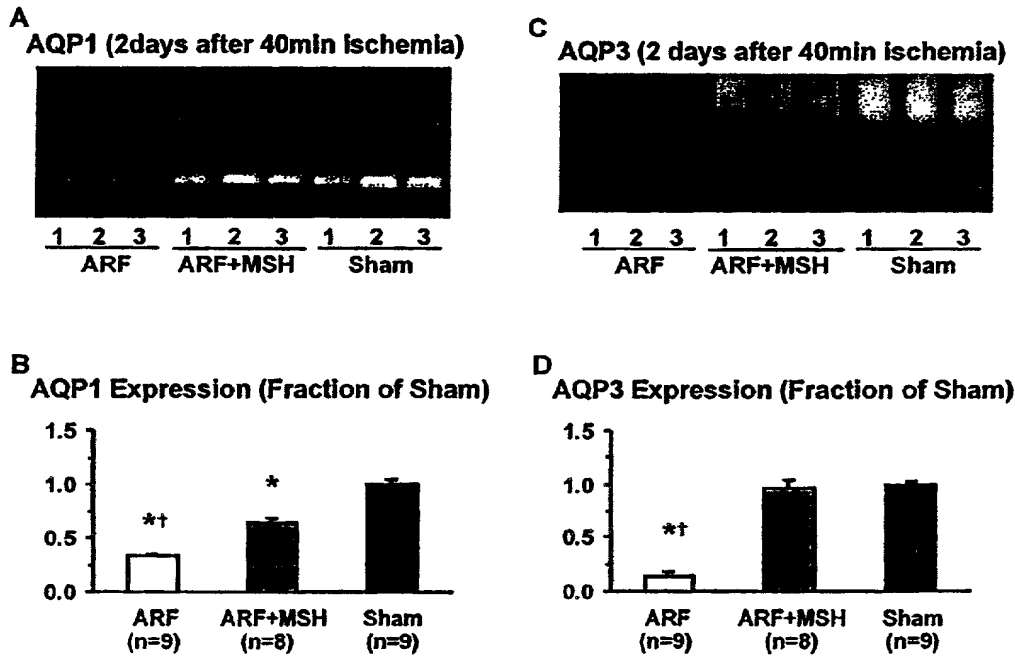 A
AQP1 (2days after 40min ischemia)
1 2 3 1 2 3 1 2 3
ARF ARF+MSH Sham
B
AQP1 Expression (Fraction of Sham)
1.5
1.0
0.5
0.0
*†
*
ARF ARF+MSH Sham
(n=9) (n=8) (n=9)
C
AQP3 (2 days after 40min ischemia)
1 2 3 1 2 3 1 2 3
ARF ARF+MSH Sham
D
AQP3 Expression (Fraction of Sham)
1.5
1.0
0.5
0.0
*†
ARF ARF+MSH Sham
(n=9) (n=8) (n=9)